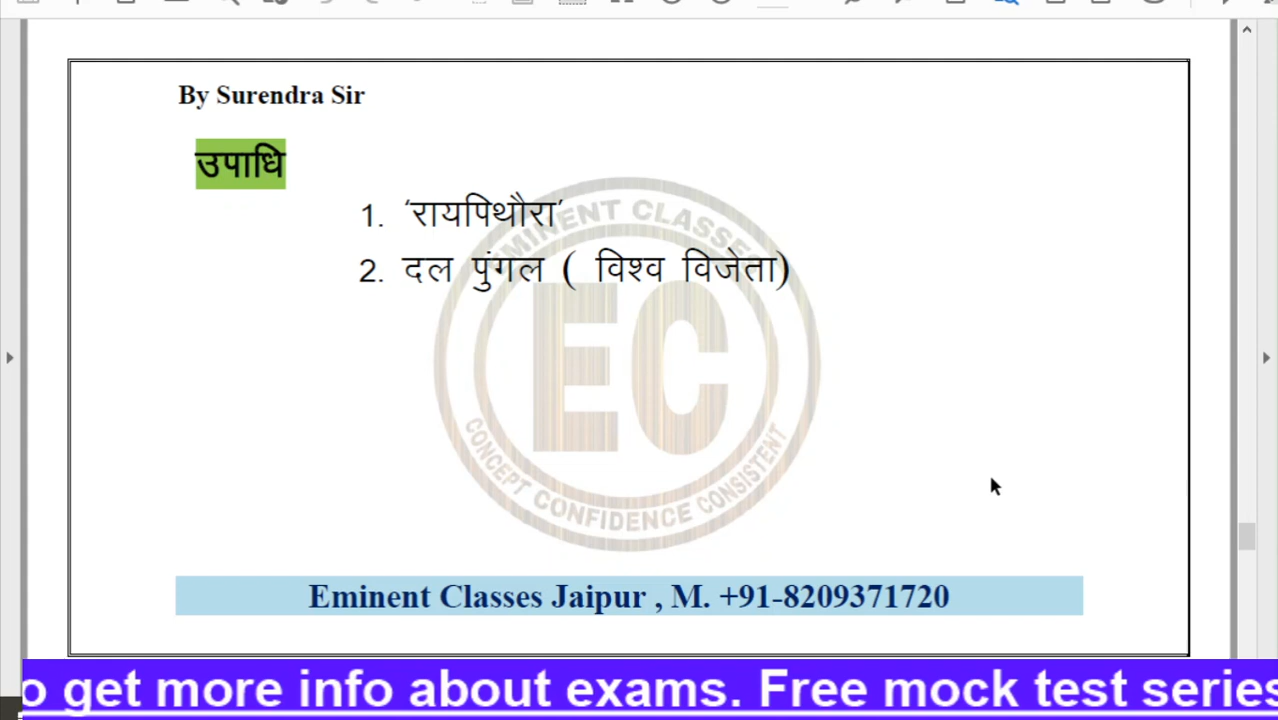 By Surendra Sir
उपाधि
1. ‘रायपिथौरा’
2. दल पुंगल ( विश्व विजेता)
EMINENT CLASSES
EC
CONCEPT CONFIDENCE CONSISTENT
Eminent Classes Jaipur , M. +91-8209371720
o get more info about exams. Free mock test series